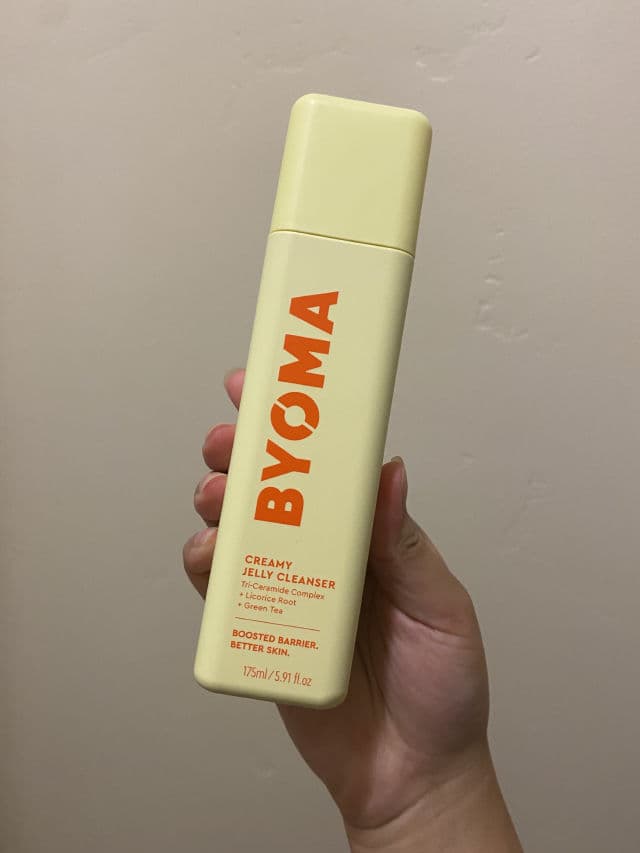 BYOMA
CREAMY
JELLY CLEANSER
Tri-Ceramide Complex
+ Licorice Root
+ Green Tea
BOOSTED BARRIER.
BETTER SKIN.
175ml/5.91 fl.oz